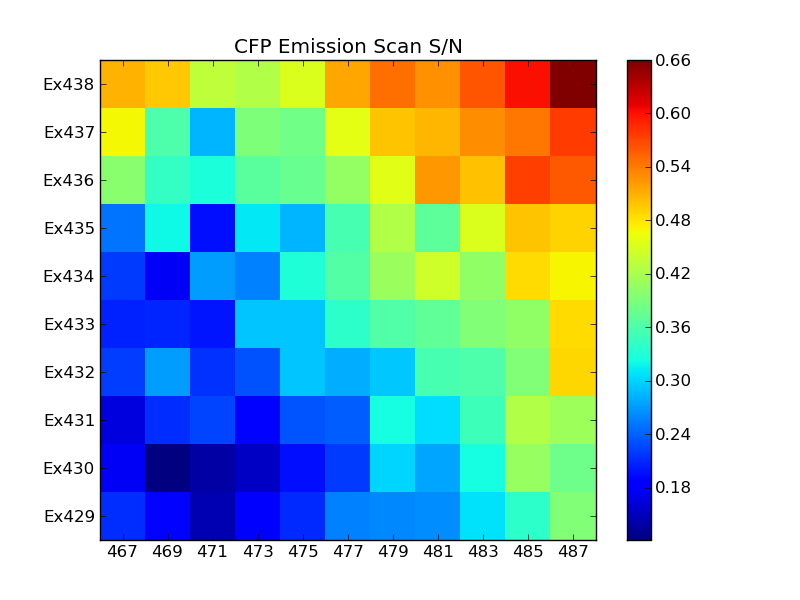 CFP Emission Scan S/N
Ex438
Ex437
Ex436
Ex435
Ex434
Ex433
Ex432
Ex431
Ex430
Ex429
467 469 471 473 475 477 479 481 483 485 487
0.66
0.60
0.54
0.48
0.42
0.36
0.30
0.24
0.18